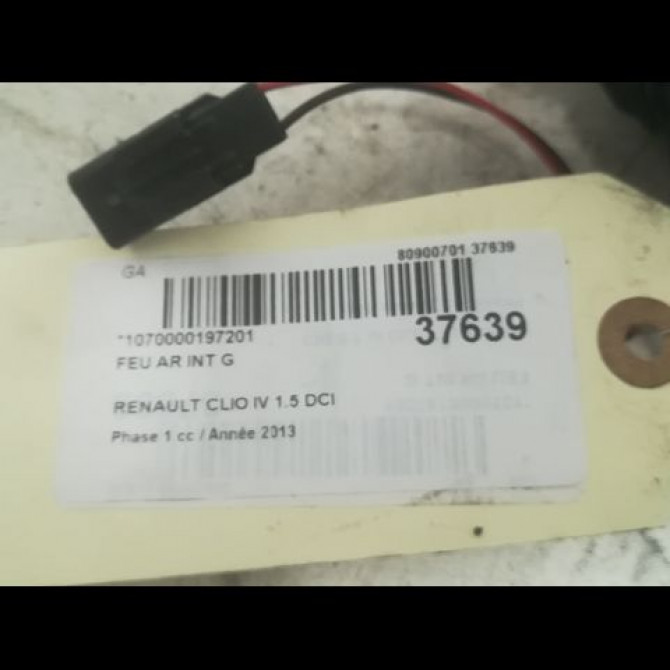 GA
80900701 37639
*1070000197201
37639
FEU AR INT G
RENAULT CLIO IV 1.5 DCI
Phase 1 cc / Année 2013